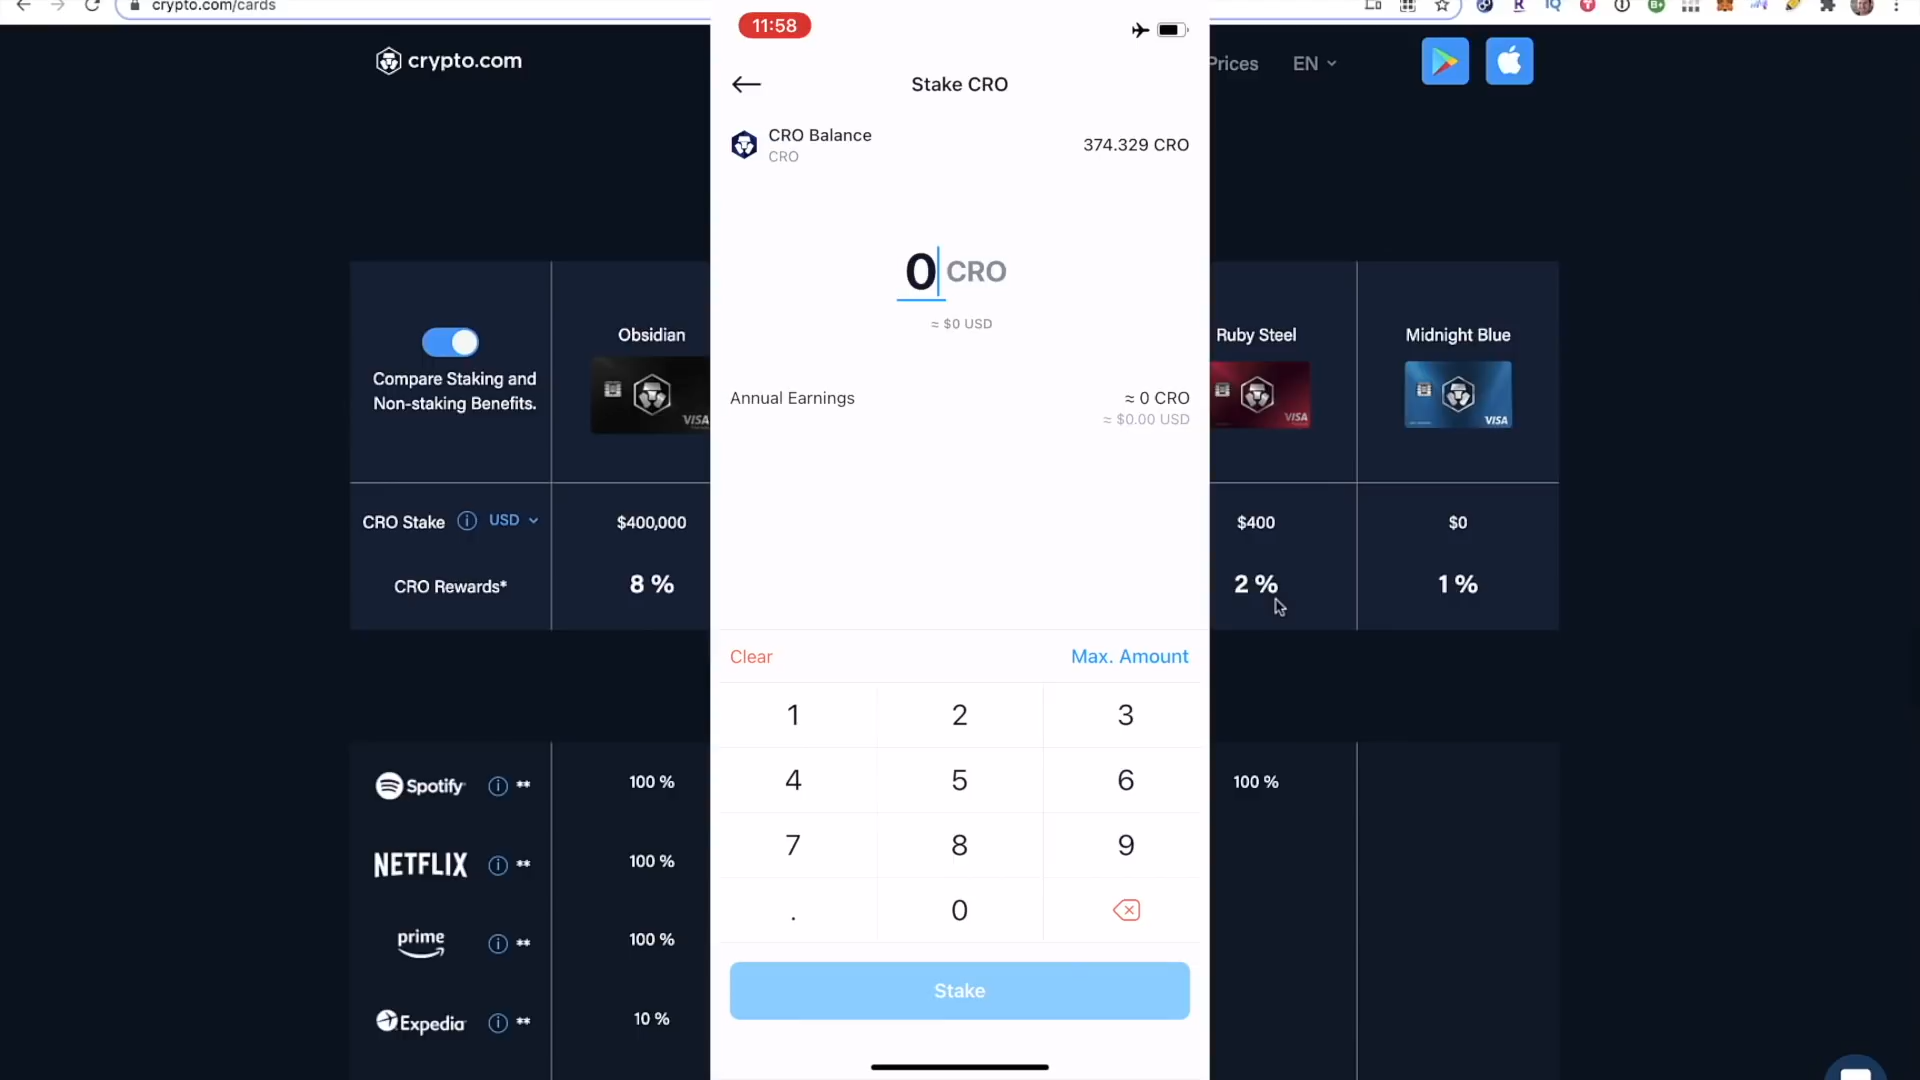 crypto.com/cards
crypto.com
Prices
EN
11:58
Stake CRO
CRO Balance
CRO
374.329 CRO
0 CRO
≈ $0 USD
Annual Earnings
≈ 0 CRO
≈ $0.00 USD
Clear
Max. Amount
1 2 3
4 5 6
7 8 9
. 0
Stake
Compare Staking and
Non-staking Benefits.
Obsidian
VISA
Ruby Steel
VISA
Midnight Blue
VISA
CRO Stake USD
$400,000
$400
$0
CRO Rewards*
8 %
2 %
1 %
Spotify **
100 %
100 %
NETFLIX **
100 %
prime **
100 %
Expedia **
10 %